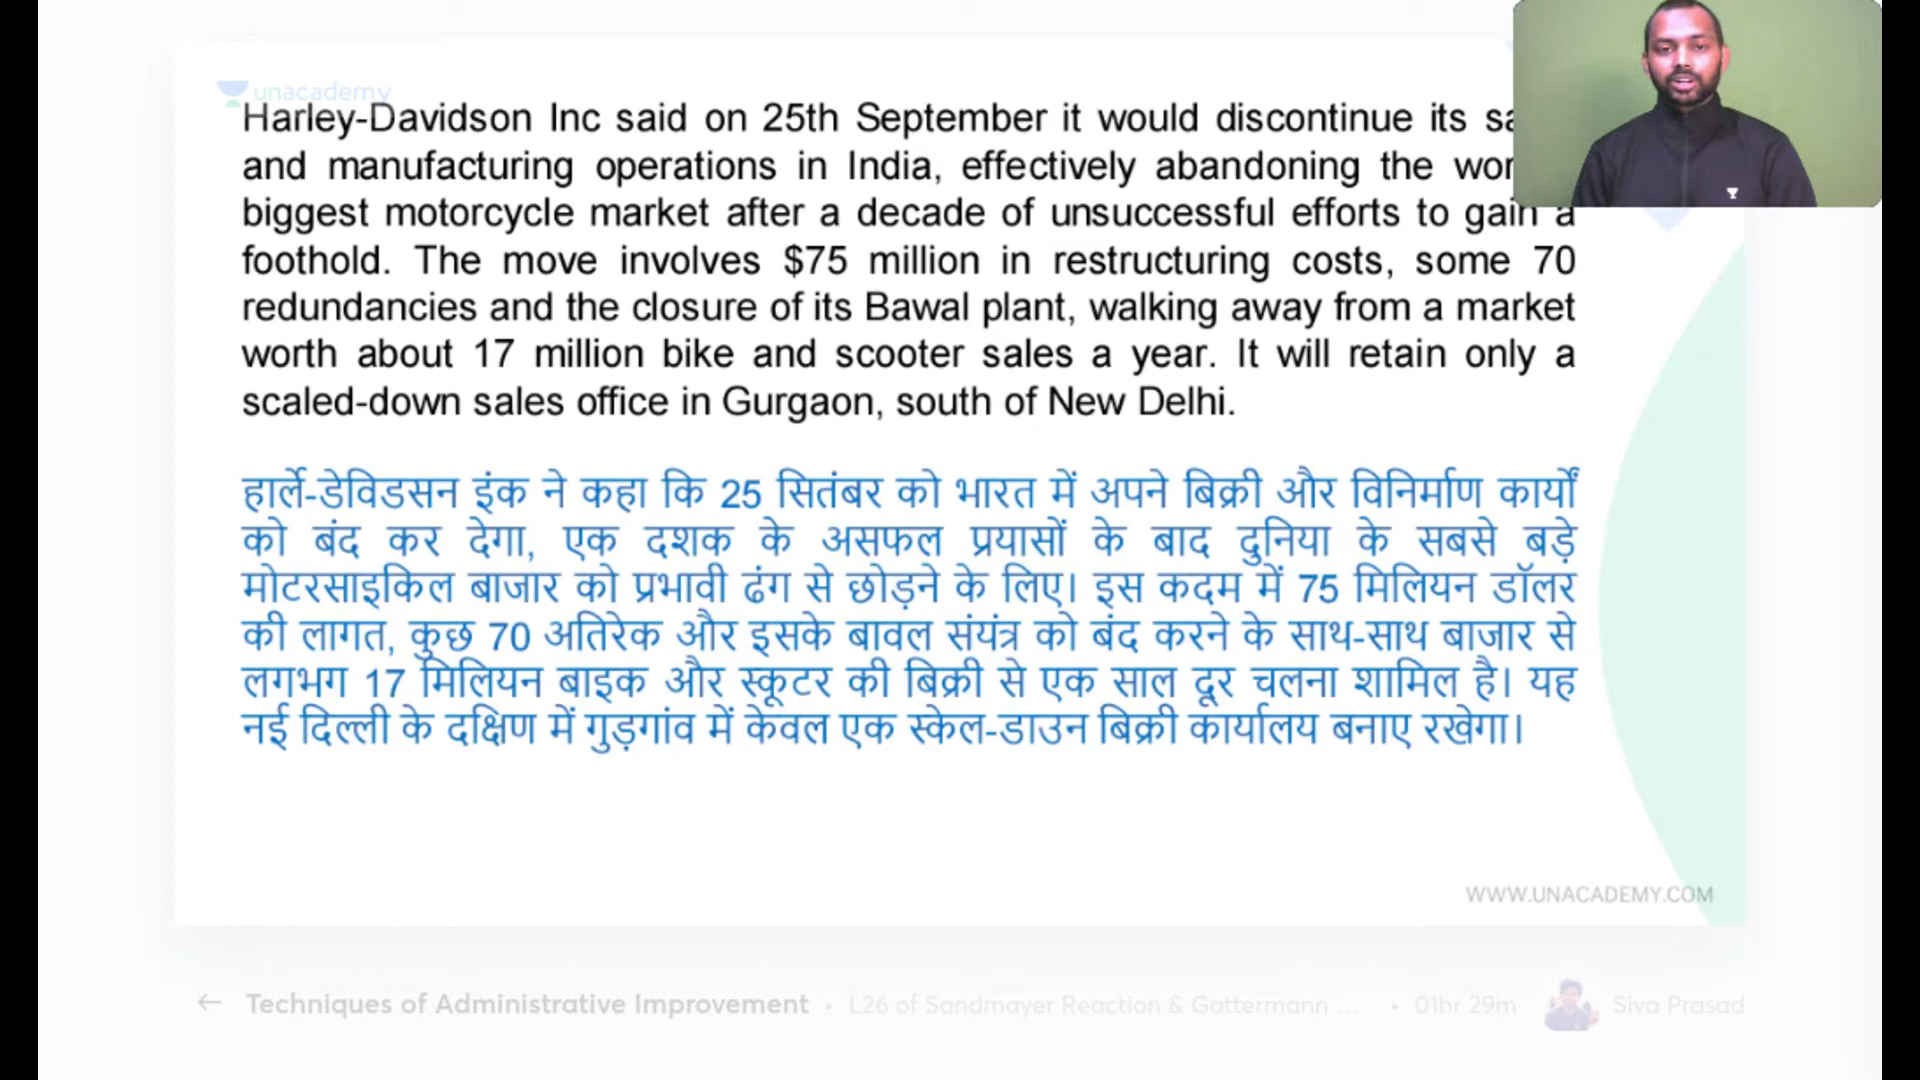 unacademy
Harley-Davidson Inc said on 25th September it would discontinue its
and manufacturing operations in India, effectively abandoning the
biggest motorcycle market after a decade of unsuccessful efforts to gain a
foothold. The move involves $75 million in restructuring costs, some 70
redundancies and the closure of its Bawal plant, walking away from a market
worth about 17 million bike and scooter sales a year. It will retain only a
scaled-down sales office in Gurgaon, south of New Delhi.
हार्ले-डेविडसन इंक ने कहा कि 25 सितंबर को भारत में अपने बिक्री और विनिर्माण कार्यों
को बंद कर देगा, एक दशक के असफल प्रयासों के बाद दुनिया के सबसे बड़े
मोटरसाइकिल बाजार को प्रभावी ढंग से छोड़ने के लिए। इस कदम में 75 मिलियन डॉलर
की लागत, कुछ 70 अतिरेक और इसके बावल संयंत्र को बंद करने के साथ-साथ बाजार से
लगभग 17 मिलियन बाइक और स्कूटर की बिक्री से एक साल दूर चलना शामिल है। यह
नई दिल्ली के दक्षिण में गुड़गांव में केवल एक स्केल-डाउन बिक्री कार्यालय बनाए रखेगा।
WWW.UNACADEMY.COM
← Techniques of Administrative Improvement • L26 of Sandmayer Reaction & Gattermann ... • 01hr 29m Siva Prasad